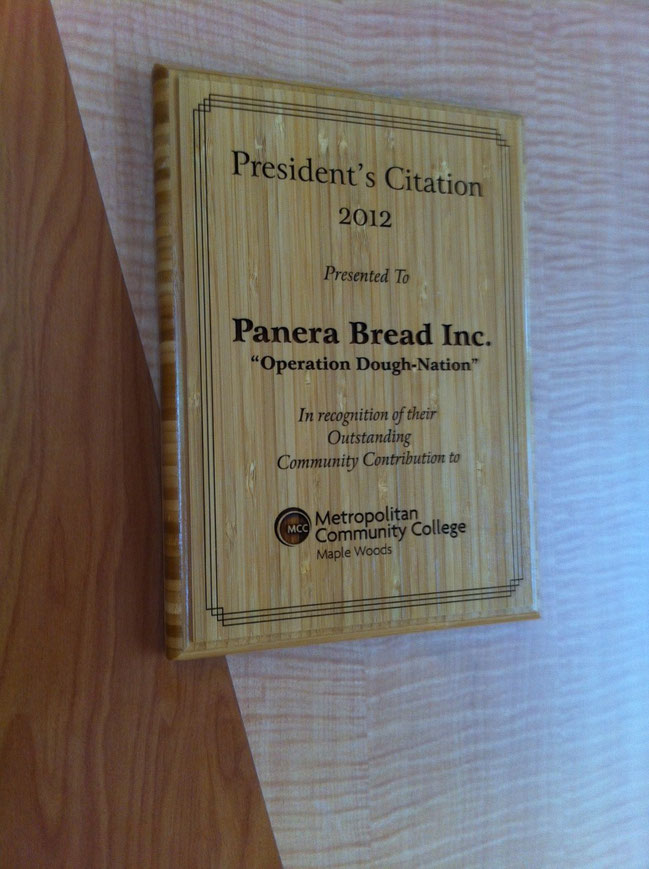 President's Citation
2012
Presented To
Panera Bread Inc.
"Operation Dough-Nation"
In recognition of their
Outstanding
Community Contribution to
MCC
Metropolitan
Community College
Maple Woods